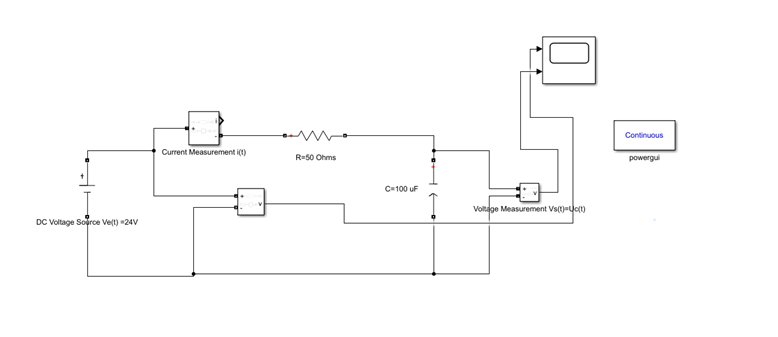 Continuous
powergui
i
+
-
Current Measurement i(t)
R=50 Ohms
C=100 uF
+
-
v
Voltage Measurement Vs(t)=Uc(t)
+
-
v
DC Voltage Source Ve(t) =24V